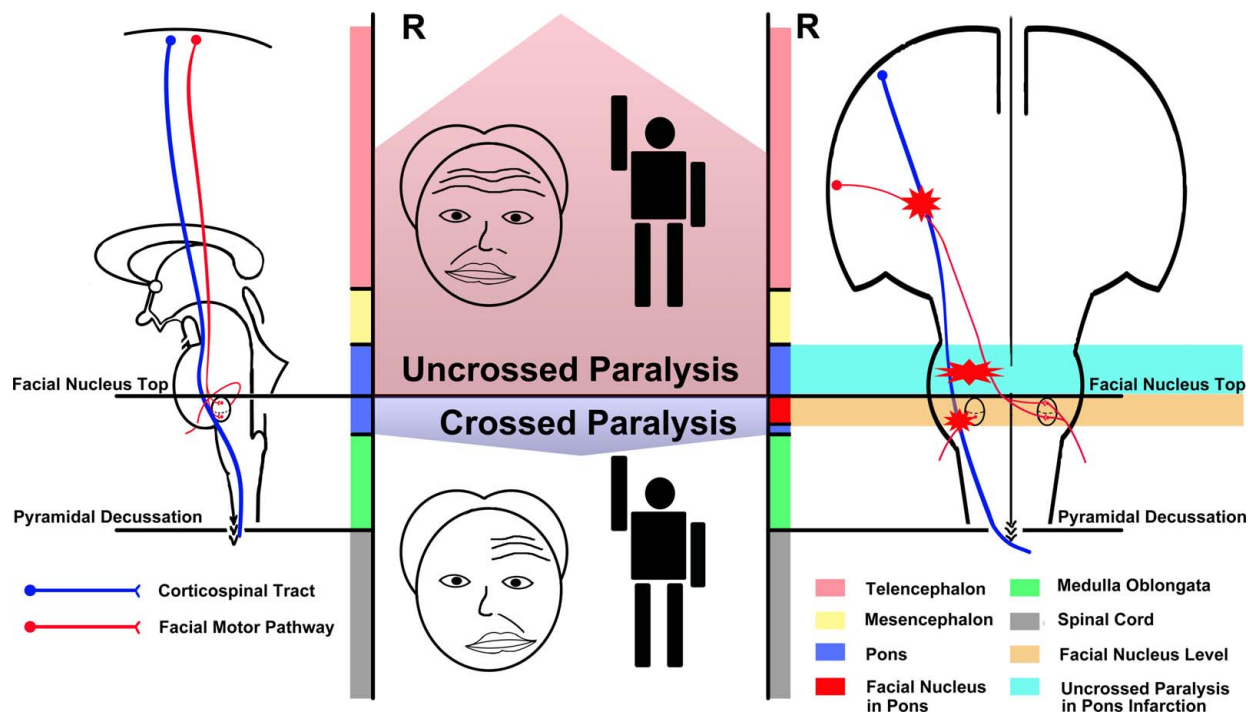 R
R
Uncrossed Paralysis
Facial Nucleus Top
Facial Nucleus Top
Crossed Paralysis
Pyramidal Decussation
Pyramidal Decussation
Corticospinal Tract
Facial Motor Pathway
Telencephalon
Mesencephalon
Pons
Facial Nucleus
in Pons
Medulla Oblongata
Spinal Cord
Facial Nucleus Level
Uncrossed Paralysis
in Pons Infarction